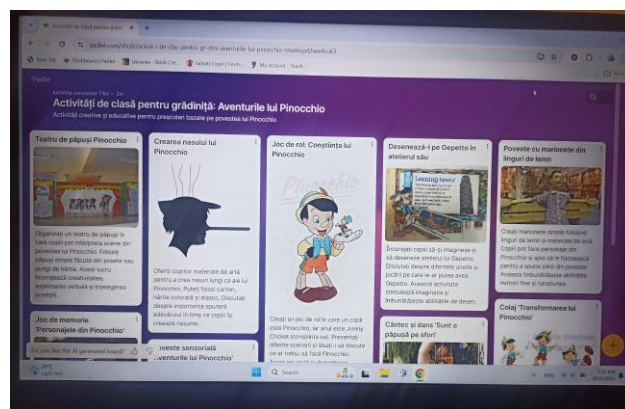 Activități de clasă pentru grădiniță: Aventurile lui Pinocchio
Activități creative și educative pentru preșcolari bazate pe povestea lui Pinocchio
Teatru de păpuși Pinocchio
Organizați un teatru de păpuși în
care copiii pot interpreta scene din
povestea lui Pinocchio. Folosiți
păpuși simple făcute din șosete sau
pungi de hârtie. Acest lucru
încurajează creativitatea,
exprimarea verbală și înțelegerea
poveștii.
Joc de memorie
'Personajele din Pinocchio'
Crearea nasului lui
Pinocchio
Oferiți copiilor materiale de artă
pentru a crea nasuri lungi ca ale lui
Pinocchio. Puteți folosi carton,
hârtie colorată și elastic. Discutați
despre importanța spunerii
adevărului în timp ce copiii își
creează nasurile.
Poveste senzorială
Joc de rol: Conștiința lui
Pinocchio
Pinocchio
Creați un joc de rol în care un copil
este Pinocchio, iar altul este Jiminy
Cricket (conștiința sa). Prezentați
diferite scenarii și lăsați-i să discute
ce ar trebui să facă Pinocchio.
Desenează-l pe Gepetto în
atelierul său
Leaning tower
Încurajați copiii să-și imagineze și
să deseneze atelierul lui Gepetto.
Discutați despre diferitele unelte și
jucării pe care le-ar putea avea
Gepetto. Această activitate
stimulează imaginația și
îmbunătățește abilitățile de desen.
Cântec și dans 'Sunt o
păpușă pe sfori'
Poveste cu marionete din
linguri de lemn
Creați marionete simple folosind
linguri de lemn și materiale de artă.
Copiii pot face personaje din
Pinocchio și apoi să le folosească
pentru a spune părți din poveste.
Aceasta îmbunătățește abilitățile
motorii fine și narațiunea.
Colaj 'Transformarea lui
Pinocchio'
Do you like this AI generated board?
Search